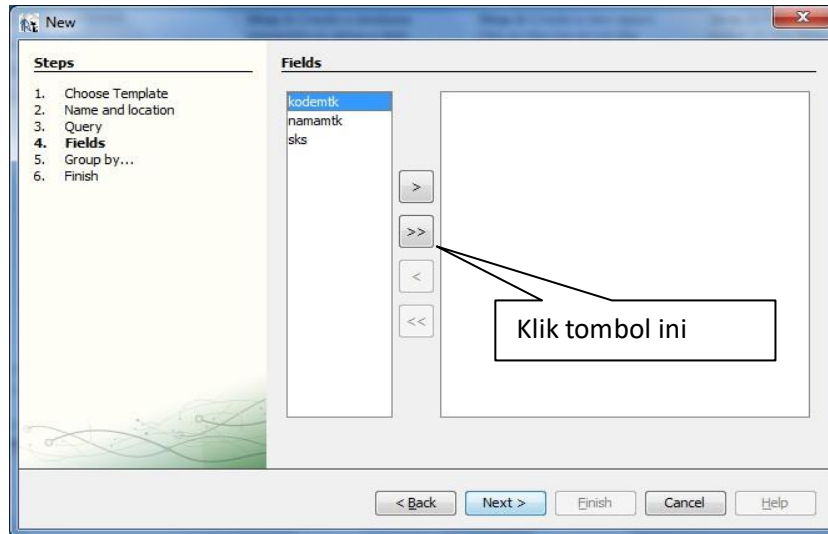 New
Steps
1. Choose Template
2. Name and location
3. Query
4. Fields
5. Group by...
6. Finish
Fields
kodemtk
namamtk
sks
>
>>
<
<<
Klik tombol ini
< Back
Next >
Finish
Cancel
Help